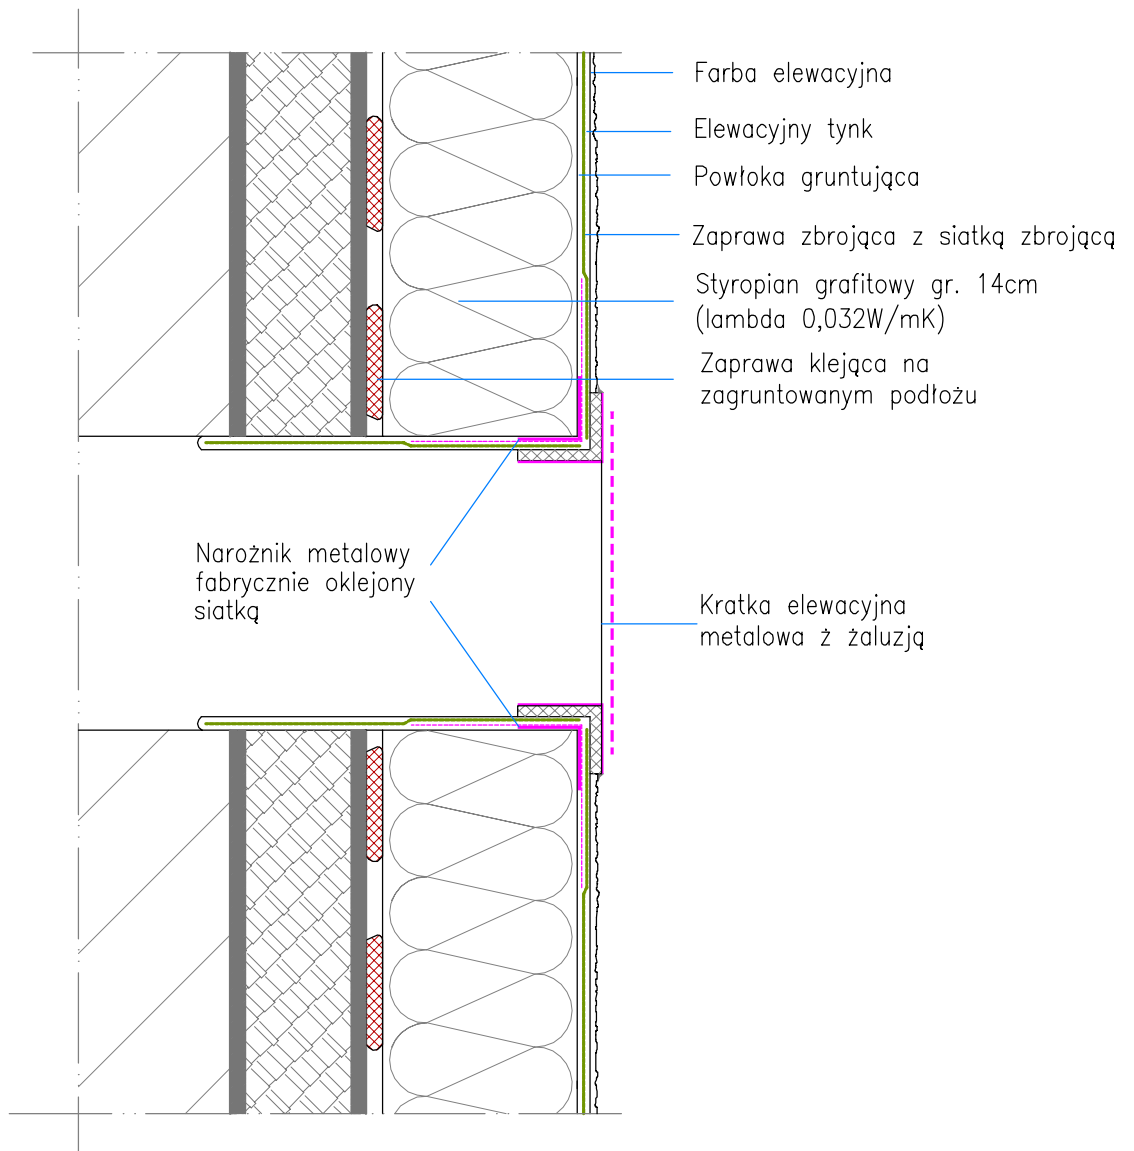 Farba elewacyjna
Elewacyjny tynk
Powłoka gruntująca
Zaprawa zbrojąca z siatką zbrojącą
Styropian grafitowy gr. 14cm
(lambda 0,032W/mK)
Zaprawa klejąca na
zagruntowanym podłożu
Narożnik metalowy
fabrycznie oklejony
siatką
Kratka elewacyjna
metalowa ż żaluzją